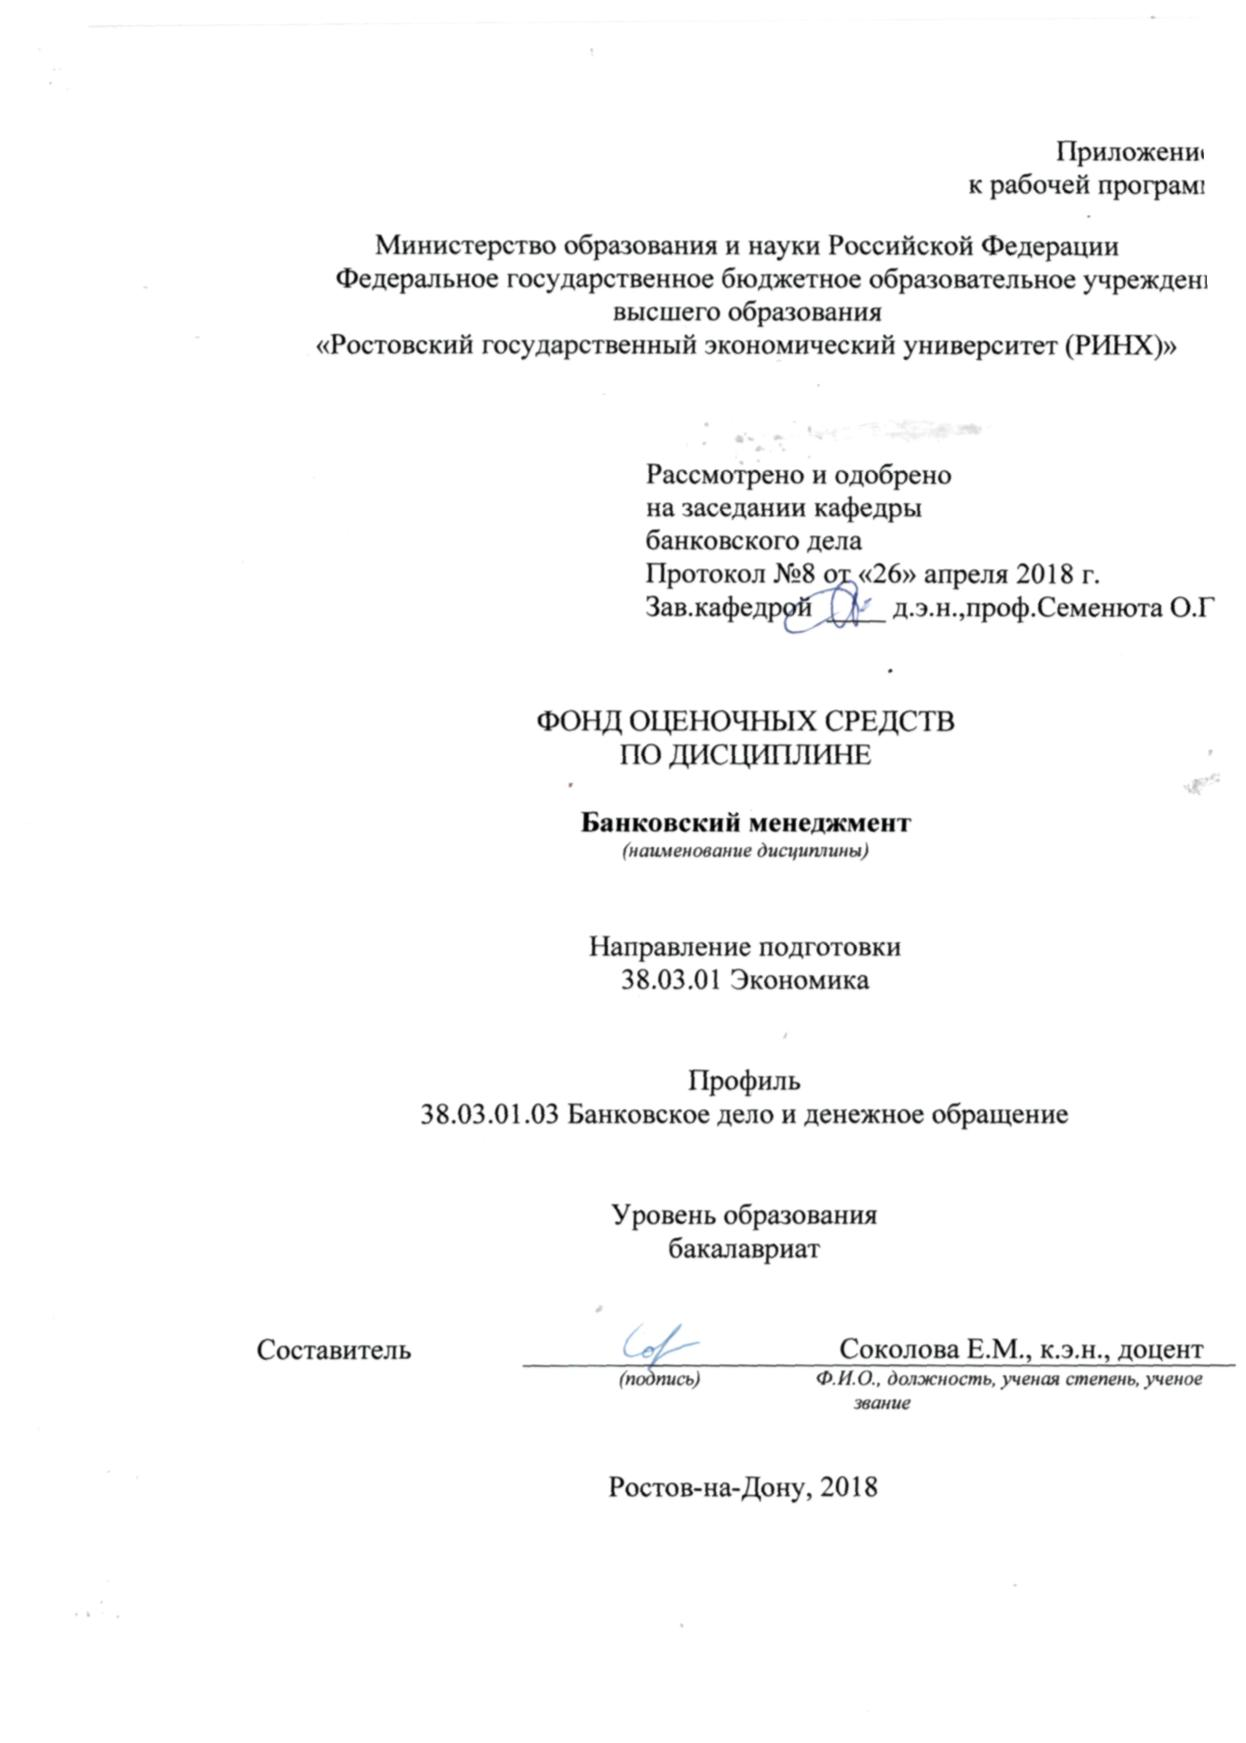 Приложени
к рабочей програм
Министерство образования и науки Российской Федерации
Федеральное государственное бюджетное образовательное учрежден
высшего образования
«Ростовский государственный экономический университет (РИНХ)»
Рассмотрено и одобрено
на заседании кафедры
банковского дела
Протокол №8 от «26» апреля 2018 г.
Зав.кафедрой _____ д.э.н.,проф.Семенюта О.Г
ФОНД ОЦЕНОЧНЫХ СРЕДСТВ
ПО ДИСЦИПЛИНЕ
Банковский менеджмент
(наименование дисциплины)
Направление подготовки
38.03.01 Экономика
Профиль
38.03.01.03 Банковское дело и денежное обращение
Уровень образования
бакалавриат
Составитель Соколова Е.М., к.э.н., доцент
(подпись) Ф.И.О., должность, ученая степень, ученое
звание
Ростов-на-Дону, 2018